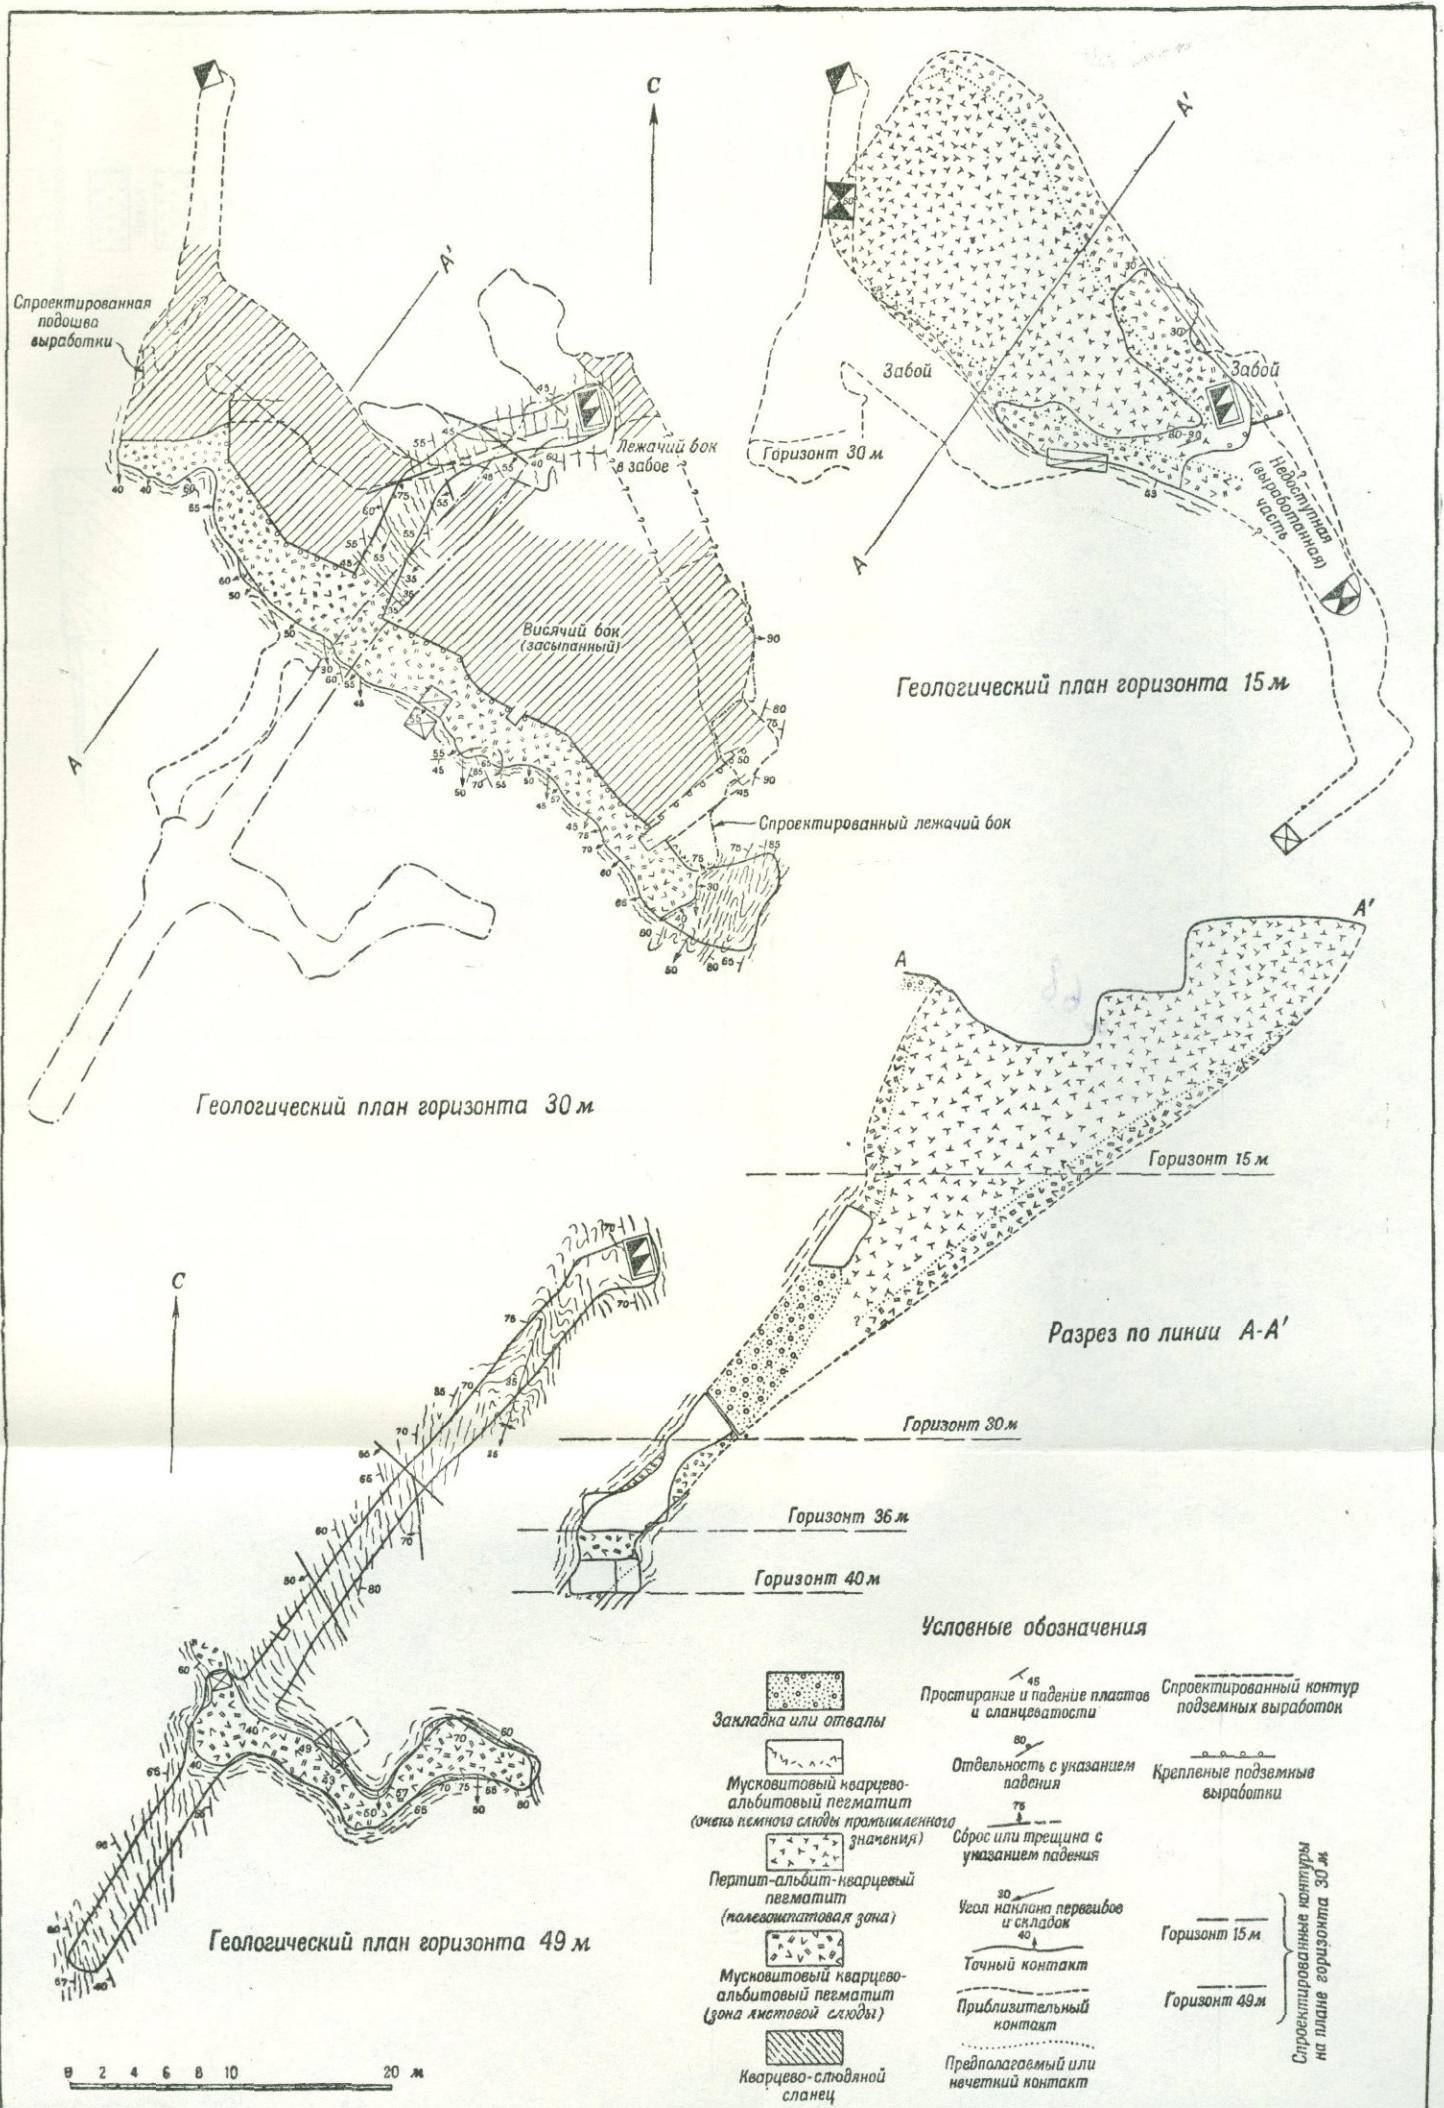 С
А'
Спроектированная
подошва
выработки
Лежачий бок
в забое
Висячий бок
(засыпанный)
Спроектированный лежачий бок
А
Геологический план горизонта 30 м
А'
Забой
Забой
Горизонт 30 м
Недоступная
(выработанная)
часть
А
Геологический план горизонта 15 м
А
А'
Горизонт 15 м
Разрез по линии А-А'
Горизонт 30 м
Горизонт 36 м
Горизонт 40 м
С
Геологический план горизонта 49 м
0 2 4 6 8 10 20 м
Условные обозначения
Закладка или отвалы
Мусковитовый кварцево-
альбитовый пегматит
(очень немного слюды промышленного
значения)
Пертит-альбит-кварцевый
пегматит
(полевошпатовая зона)
Мусковитовый кварцево-
альбитовый пегматит
(зона листовой слюды)
Кварцево-слюдяной
сланец
45
Простирание и падение пластов
и сланцеватости
80
Отдельность с указанием
падения
75
Сброс или трещина с
указанием падения
30
Угол наклона перегибов
и складок
40
Точный контакт
Приблизительный
контакт
Предполагаемый или
нечеткий контакт
Спроектированный контур
подземных выработок
Крепленые подземные
выработки
Горизонт 15 м
Горизонт 49 м
Спроектированные контуры
на плане горизонта 30 м